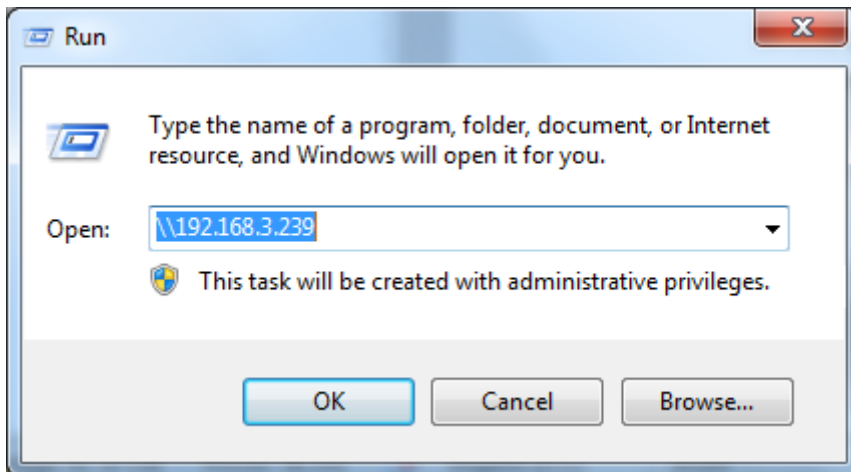 Run
Type the name of a program, folder, document, or Internet
resource, and Windows will open it for you.
Open: \\192.168.3.239
This task will be created with administrative privileges.
OK Cancel Browse...